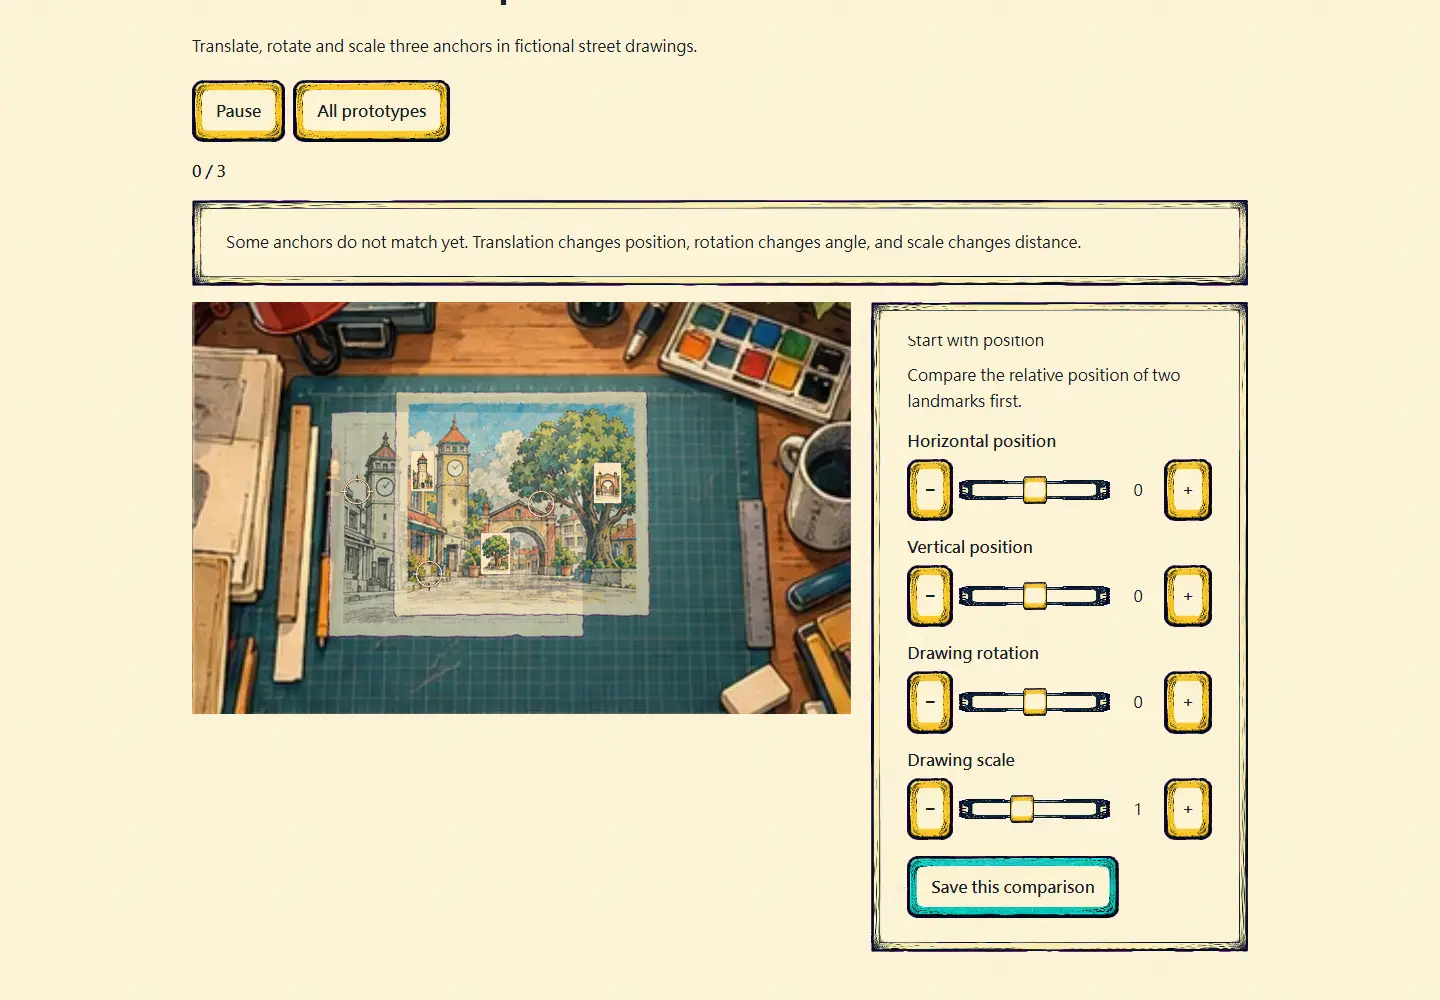 Translate, rotate and scale three anchors in fictional street drawings.
Pause
All prototypes
0 / 3
Some anchors do not match yet. Translation changes position, rotation changes angle, and scale changes distance.
Start with position
Compare the relative position of two
landmarks first.
Horizontal position
−
0
+
Vertical position
−
0
+
Drawing rotation
−
0
+
Drawing scale
−
1
+
Save this comparison